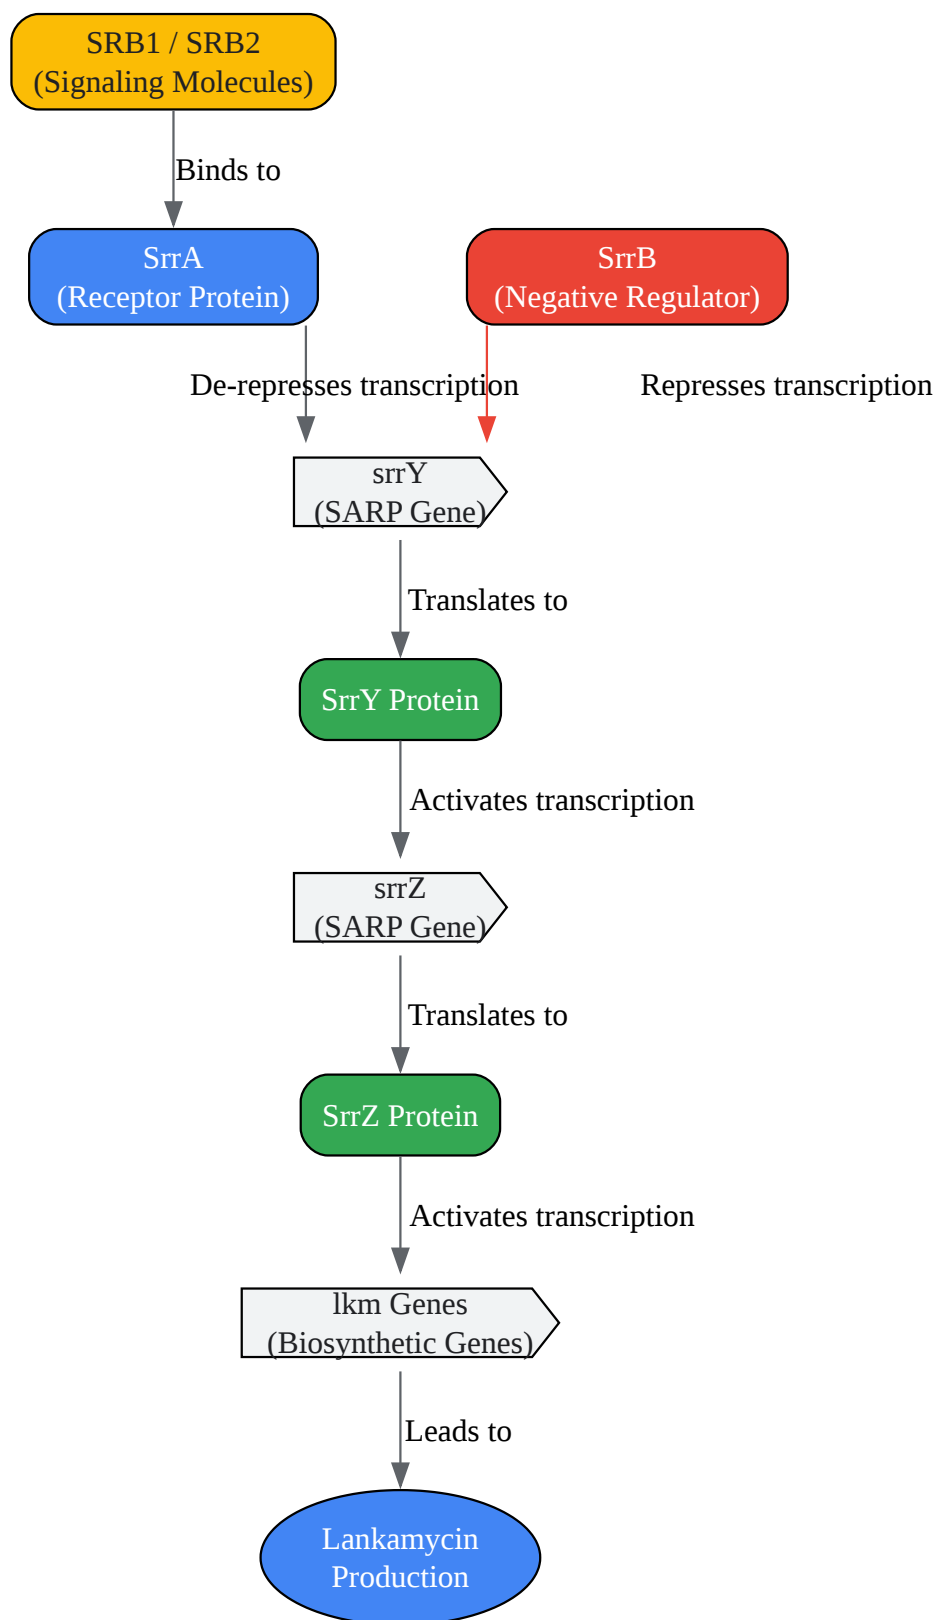 SRB1 / SRB2
(Signaling Molecules)
Binds to
SrrA
(Receptor Protein)
SrrB
(Negative Regulator)
De-represses transcription
Represses transcription
srrY
(SARP Gene)
Translates to
SrrY Protein
Activates transcription
srrZ
(SARP Gene)
Translates to
SrrZ Protein
Activates transcription
lkm Genes
(Biosynthetic Genes)
Leads to
Lankamycin
Production